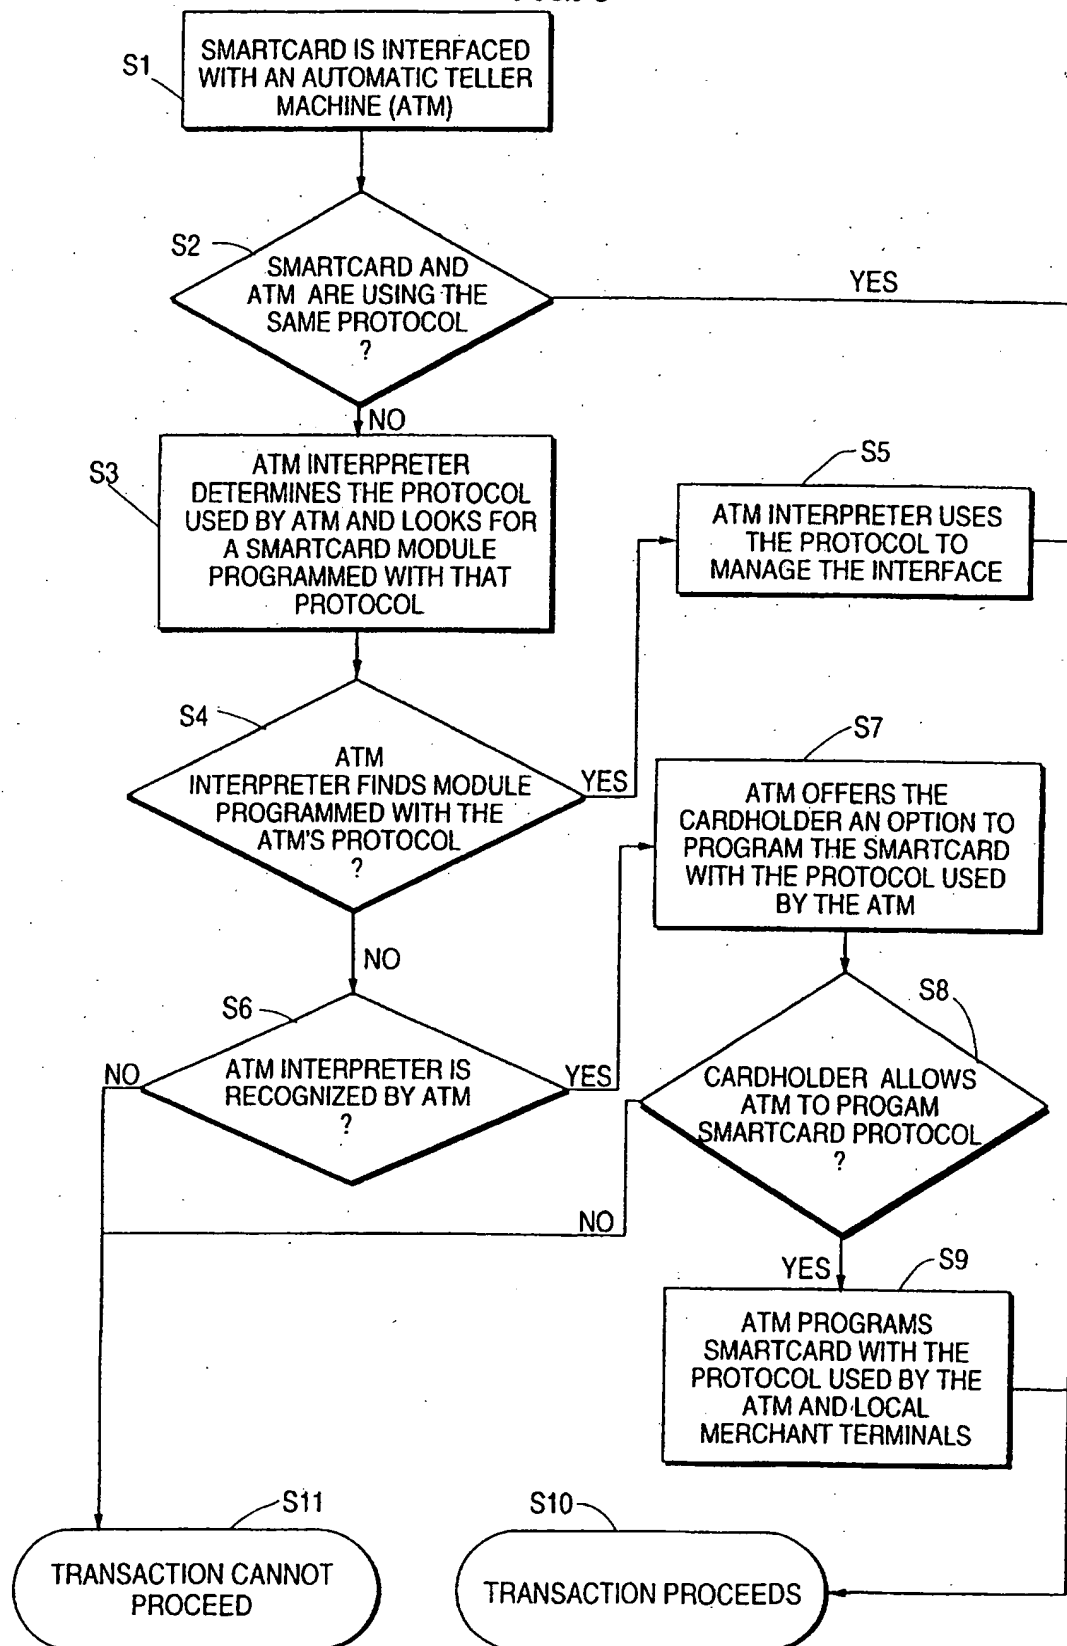 S1
SMARTCARD IS INTERFACED
WITH AN AUTOMATIC TELLER
MACHINE (ATM)
S2
SMARTCARD AND
ATM ARE USING THE
SAME PROTOCOL
?
YES
NO
S3
ATM INTERPRETER
DETERMINES THE PROTOCOL
USED BY ATM AND LOOKS FOR
A SMARTCARD MODULE
PROGRAMMED WITH THAT
PROTOCOL
S5
ATM INTERPRETER USES
THE PROTOCOL TO
MANAGE THE INTERFACE
S4
ATM
INTERPRETER FINDS MODULE
PROGRAMMED WITH THE
ATM'S PROTOCOL
?
YES
NO
S7
ATM OFFERS THE
CARDHOLDER AN OPTION TO
PROGRAM THE SMARTCARD
WITH THE PROTOCOL USED
BY THE ATM
S6
ATM INTERPRETER IS
RECOGNIZED BY ATM
?
NO
YES
S8
CARDHOLDER ALLOWS
ATM TO PROGAM
SMARTCARD PROTOCOL
?
NO
YES
S9
ATM PROGRAMS
SMARTCARD WITH THE
PROTOCOL USED BY THE
ATM AND LOCAL
MERCHANT TERMINALS
S11
TRANSACTION CANNOT
PROCEED
S10
TRANSACTION PROCEEDS